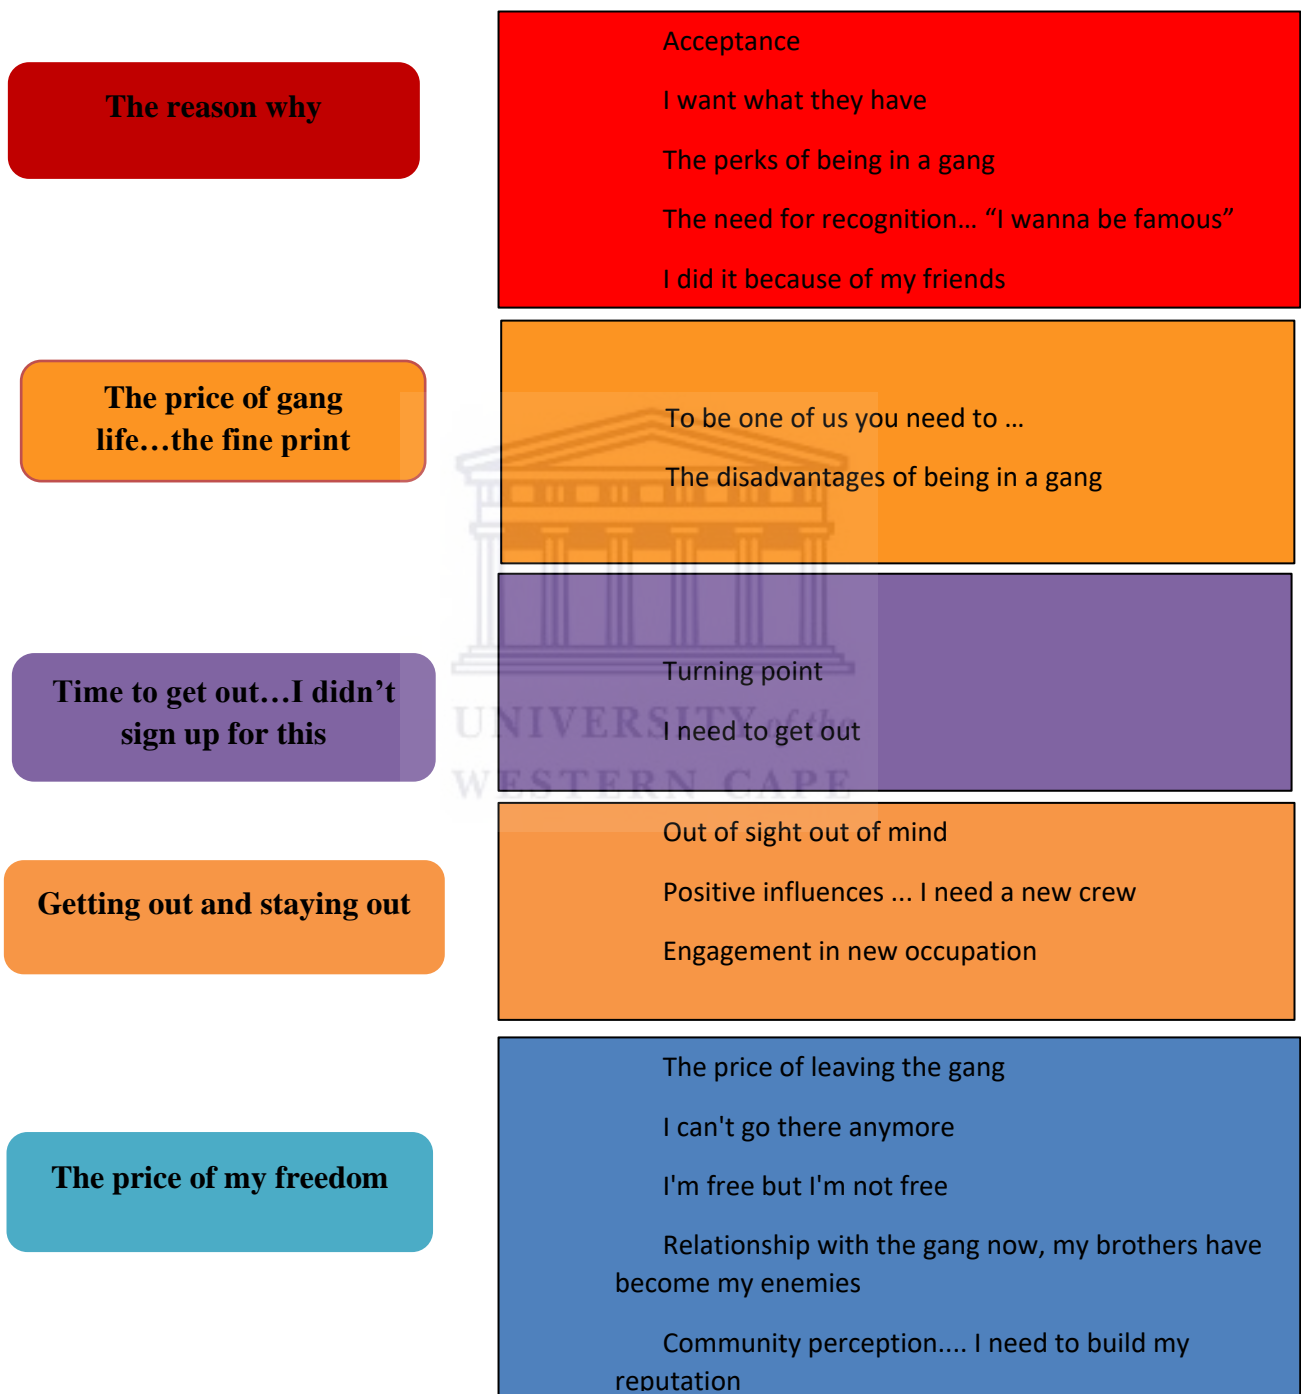 The reason why
Acceptance
I want what they have
The perks of being in a gang
The need for recognition… “I wanna be famous”
I did it because of my friends
The price of gang
life…the fine print
To be one of us you need to …
The disadvantages of being in a gang
Time to get out…I didn’t
sign up for this
Turning point
I need to get out
UNIVERSITY of the
WESTERN CAPE
Getting out and staying out
Out of sight out of mind
Positive influences ... I need a new crew
Engagement in new occupation
The price of my freedom
The price of leaving the gang
I can't go there anymore
I'm free but I'm not free
Relationship with the gang now, my brothers have
become my enemies
Community perception.... I need to build my
reputation